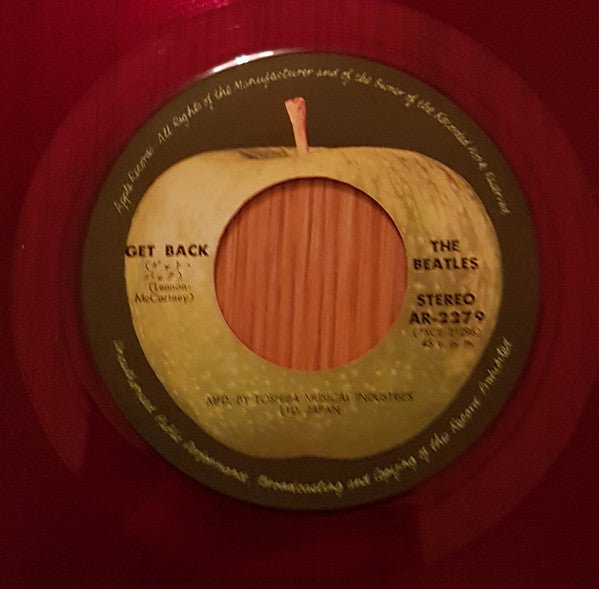 Apple Records. All Rights of the Manufacturer and of the Owner of the Recorded Work Reserved
GET BACK
(Lennon-
McCartney)
THE
BEATLES
STEREO
AR-2279
MFD. BY TOSHIBA MUSICAL INDUSTRIES
LTD. JAPAN
Unauthorised Public Performance, Broadcasting and Copying of this Record Prohibited